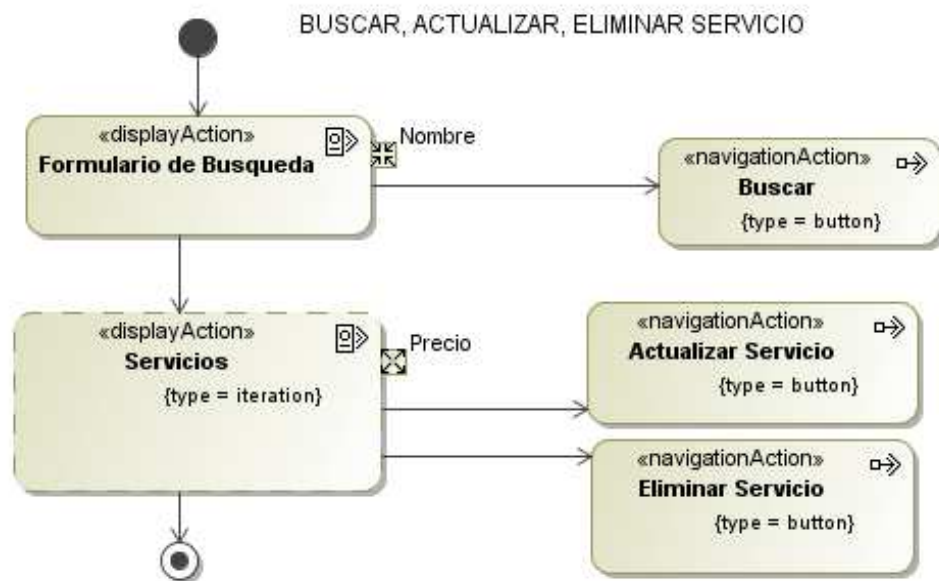 BUSCAR, ACTUALIZAR, ELIMINAR SERVICIO
«displayAction»
Formulario de Busqueda
Nombre
«navigationAction»
Buscar
{type = button}
«displayAction»
Servicios
{type = iteration}
Precio
«navigationAction»
Actualizar Servicio
{type = button}
«navigationAction»
Eliminar Servicio
{type = button}